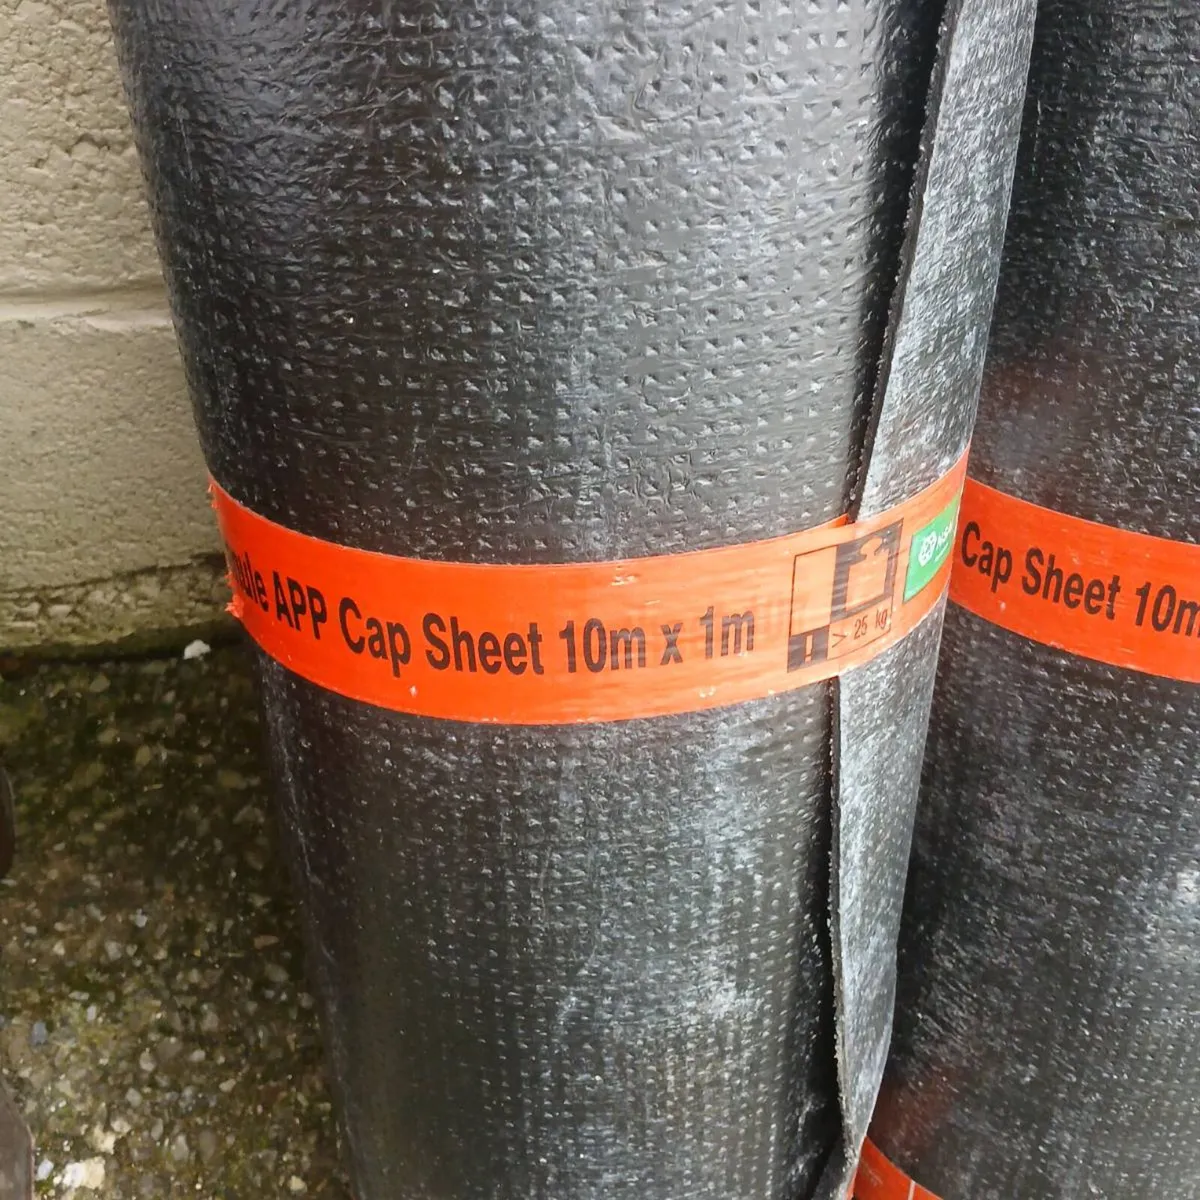 APP Cap Sheet 10m x 1m
> 25 kg
Cap Sheet 10m